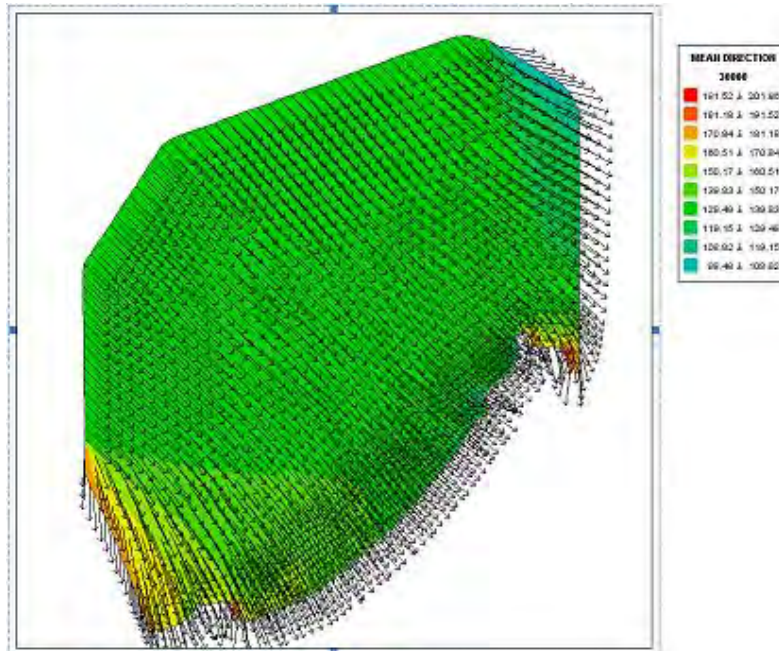 MEAN DIRECTION
30000
191.52 à 201.86
181.18 à 191.52
170.84 à 181.18
160.51 à 170.84
150.17 à 160.51
139.83 à 150.17
129.49 à 139.83
119.15 à 129.49
108.82 à 119.15
98.48 à 108.82